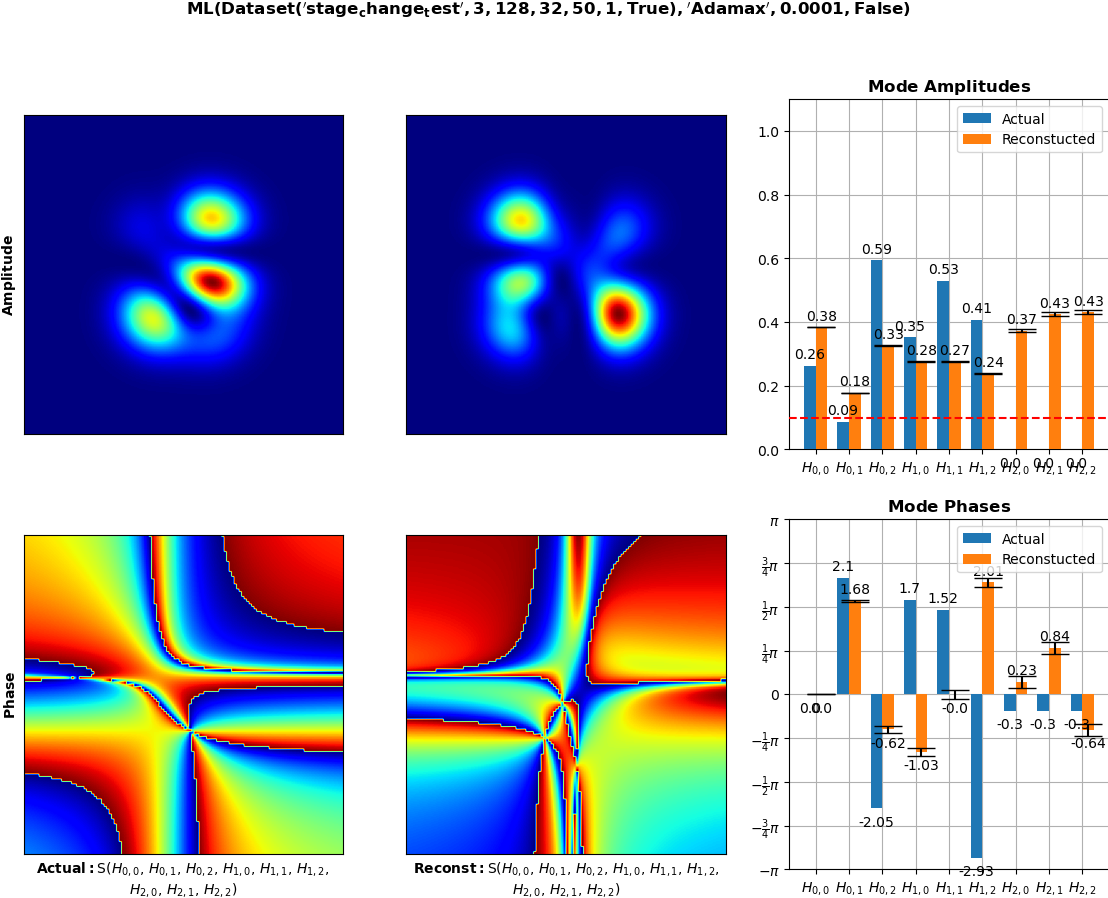 ML(Dataset('stage_change_test', 3, 128, 32, 50, 1, True), 'Adamax', 0.0001, False)
Amplitude
Mode Amplitudes
Actual
Reconstucted
1.0
0.8
0.6
0.4
0.2
0.0
0.26
0.38
0.09
0.18
0.59
0.33
0.35
0.28
0.53
0.27
0.41
0.24
0.0
0.37
0.0
0.43
0.0
0.43
H0,0 H0,1 H0,2 H1,0 H1,1 H1,2 H2,0 H2,1 H2,2
Phase
Actual: S(H0,0, H0,1, H0,2, H1,0, H1,1, H1,2,
H2,0, H2,1, H2,2)
Reconst: S(H0,0, H0,1, H0,2, H1,0, H1,1, H1,2,
H2,0, H2,1, H2,2)
Mode Phases
Actual
Reconstucted
π
3/4π
1/2π
1/4π
0
−1/4π
−1/2π
−3/4π
−π
0.0
0.0
2.1
1.68
-2.05
-0.62
1.7
-1.03
1.52
-0.0
-2.93
2.01
-0.3
0.23
-0.3
0.84
-0.3
-0.64
H0,0 H0,1 H0,2 H1,0 H1,1 H1,2 H2,0 H2,1 H2,2